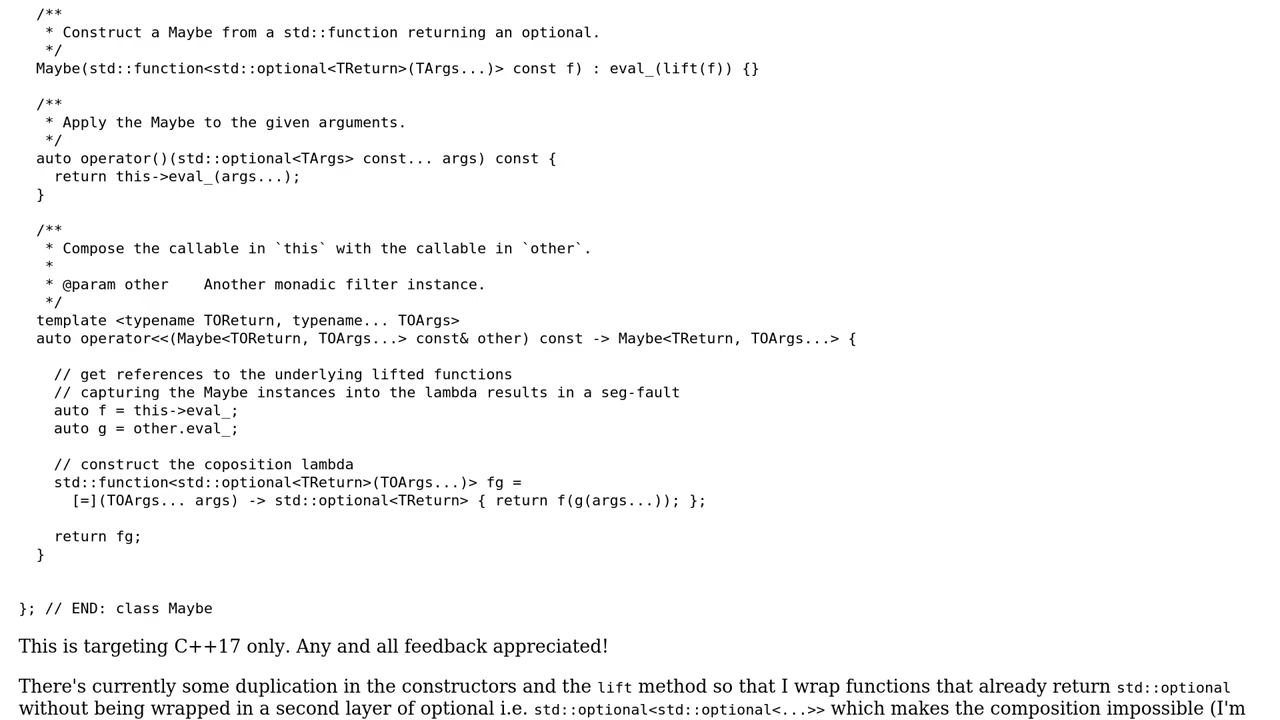 /**
 * Construct a Maybe from a std::function returning an optional.
 */
Maybe(std::function<std::optional<TReturn>(TArgs...)> const f) : eval_(lift(f)) {}
/**
 * Apply the Maybe to the given arguments.
 */
auto operator()(std::optional<TArgs> const... args) const {
return this->eval_(args...);
}
/**
 * Compose the callable in `this` with the callable in `other`.
 *
 * @param other    Another monadic filter instance.
 */
template <typename TOReturn, typename... TOArgs>
auto operator<<(Maybe<TOReturn, TOArgs...> const& other) const -> Maybe<TReturn, TOArgs...> {
// get references to the underlying lifted functions
// capturing the Maybe instances into the lambda results in a seg-fault
auto f = this->eval_;
auto g = other.eval_;
// construct the coposition lambda
std::function<std::optional<TReturn>(TOArgs...)> fg =
[=](TOArgs... args) -> std::optional<TReturn> { return f(g(args...)); };
return fg;
}
}; // END: class Maybe
This is targeting C++17 only. Any and all feedback appreciated!
There's currently some duplication in the constructors and the lift method so that I wrap functions that already return std::optional
without being wrapped in a second layer of optional i.e. std::optional<std::optional<...>> which makes the composition impossible (I'm